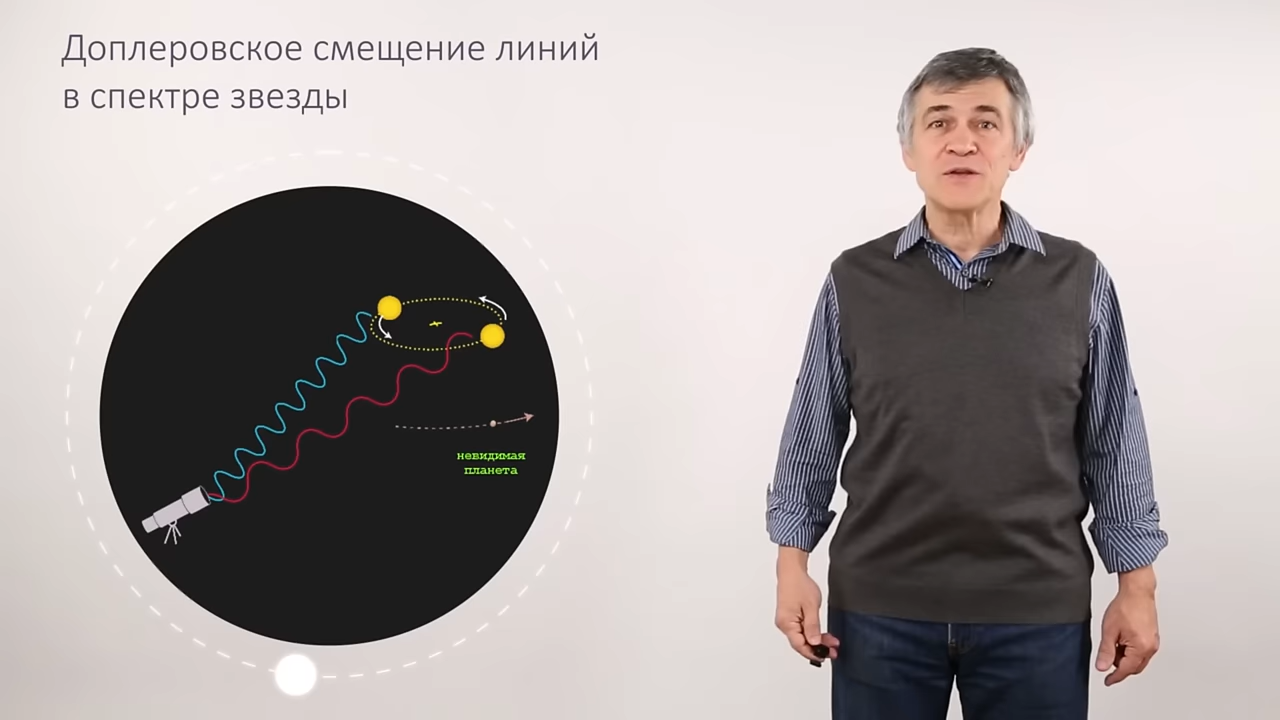 Доплеровское смещение линий
в спектре звезды
невидимая
планета